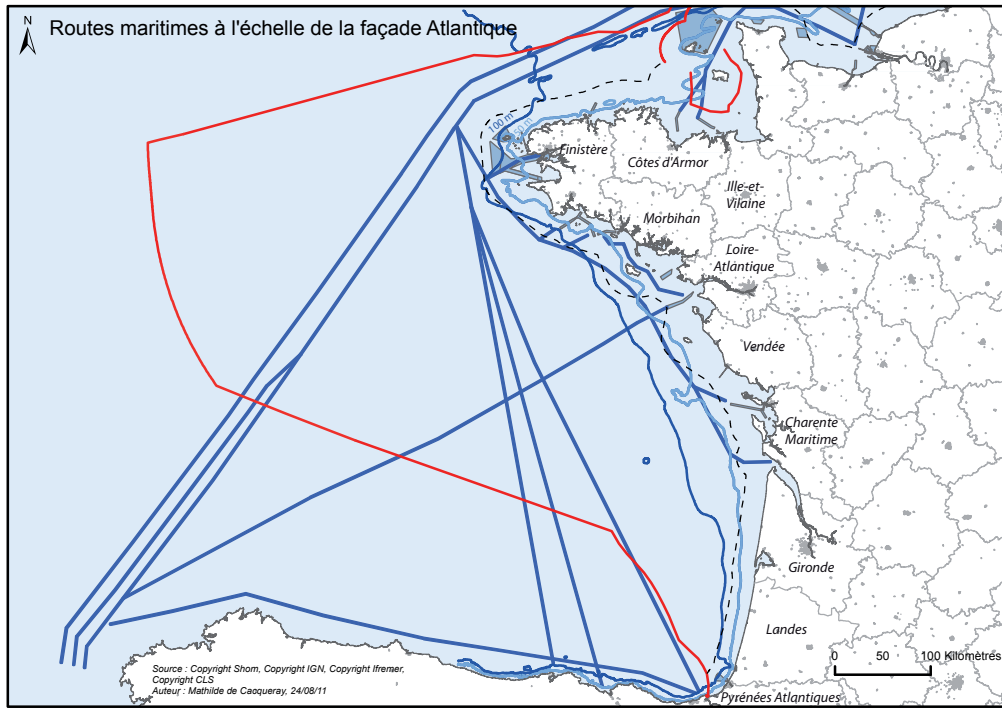 N
Routes maritimes à l'échelle de la façade Atlantique
100 m
50 m
Finistère
Côtes d'Armor
Ille-et-
Vilaine
Morbihan
Loire-
Atlantique
Vendée
Charente
Maritime
Gironde
Landes
0 50 100 Kilomètres
Pyrénées Atlantiques
Source : Copyright Shom, Copyright IGN, Copyright Ifremer,
Copyright CLS
Auteur : Mathilde de Cacqueray, 24/08/11